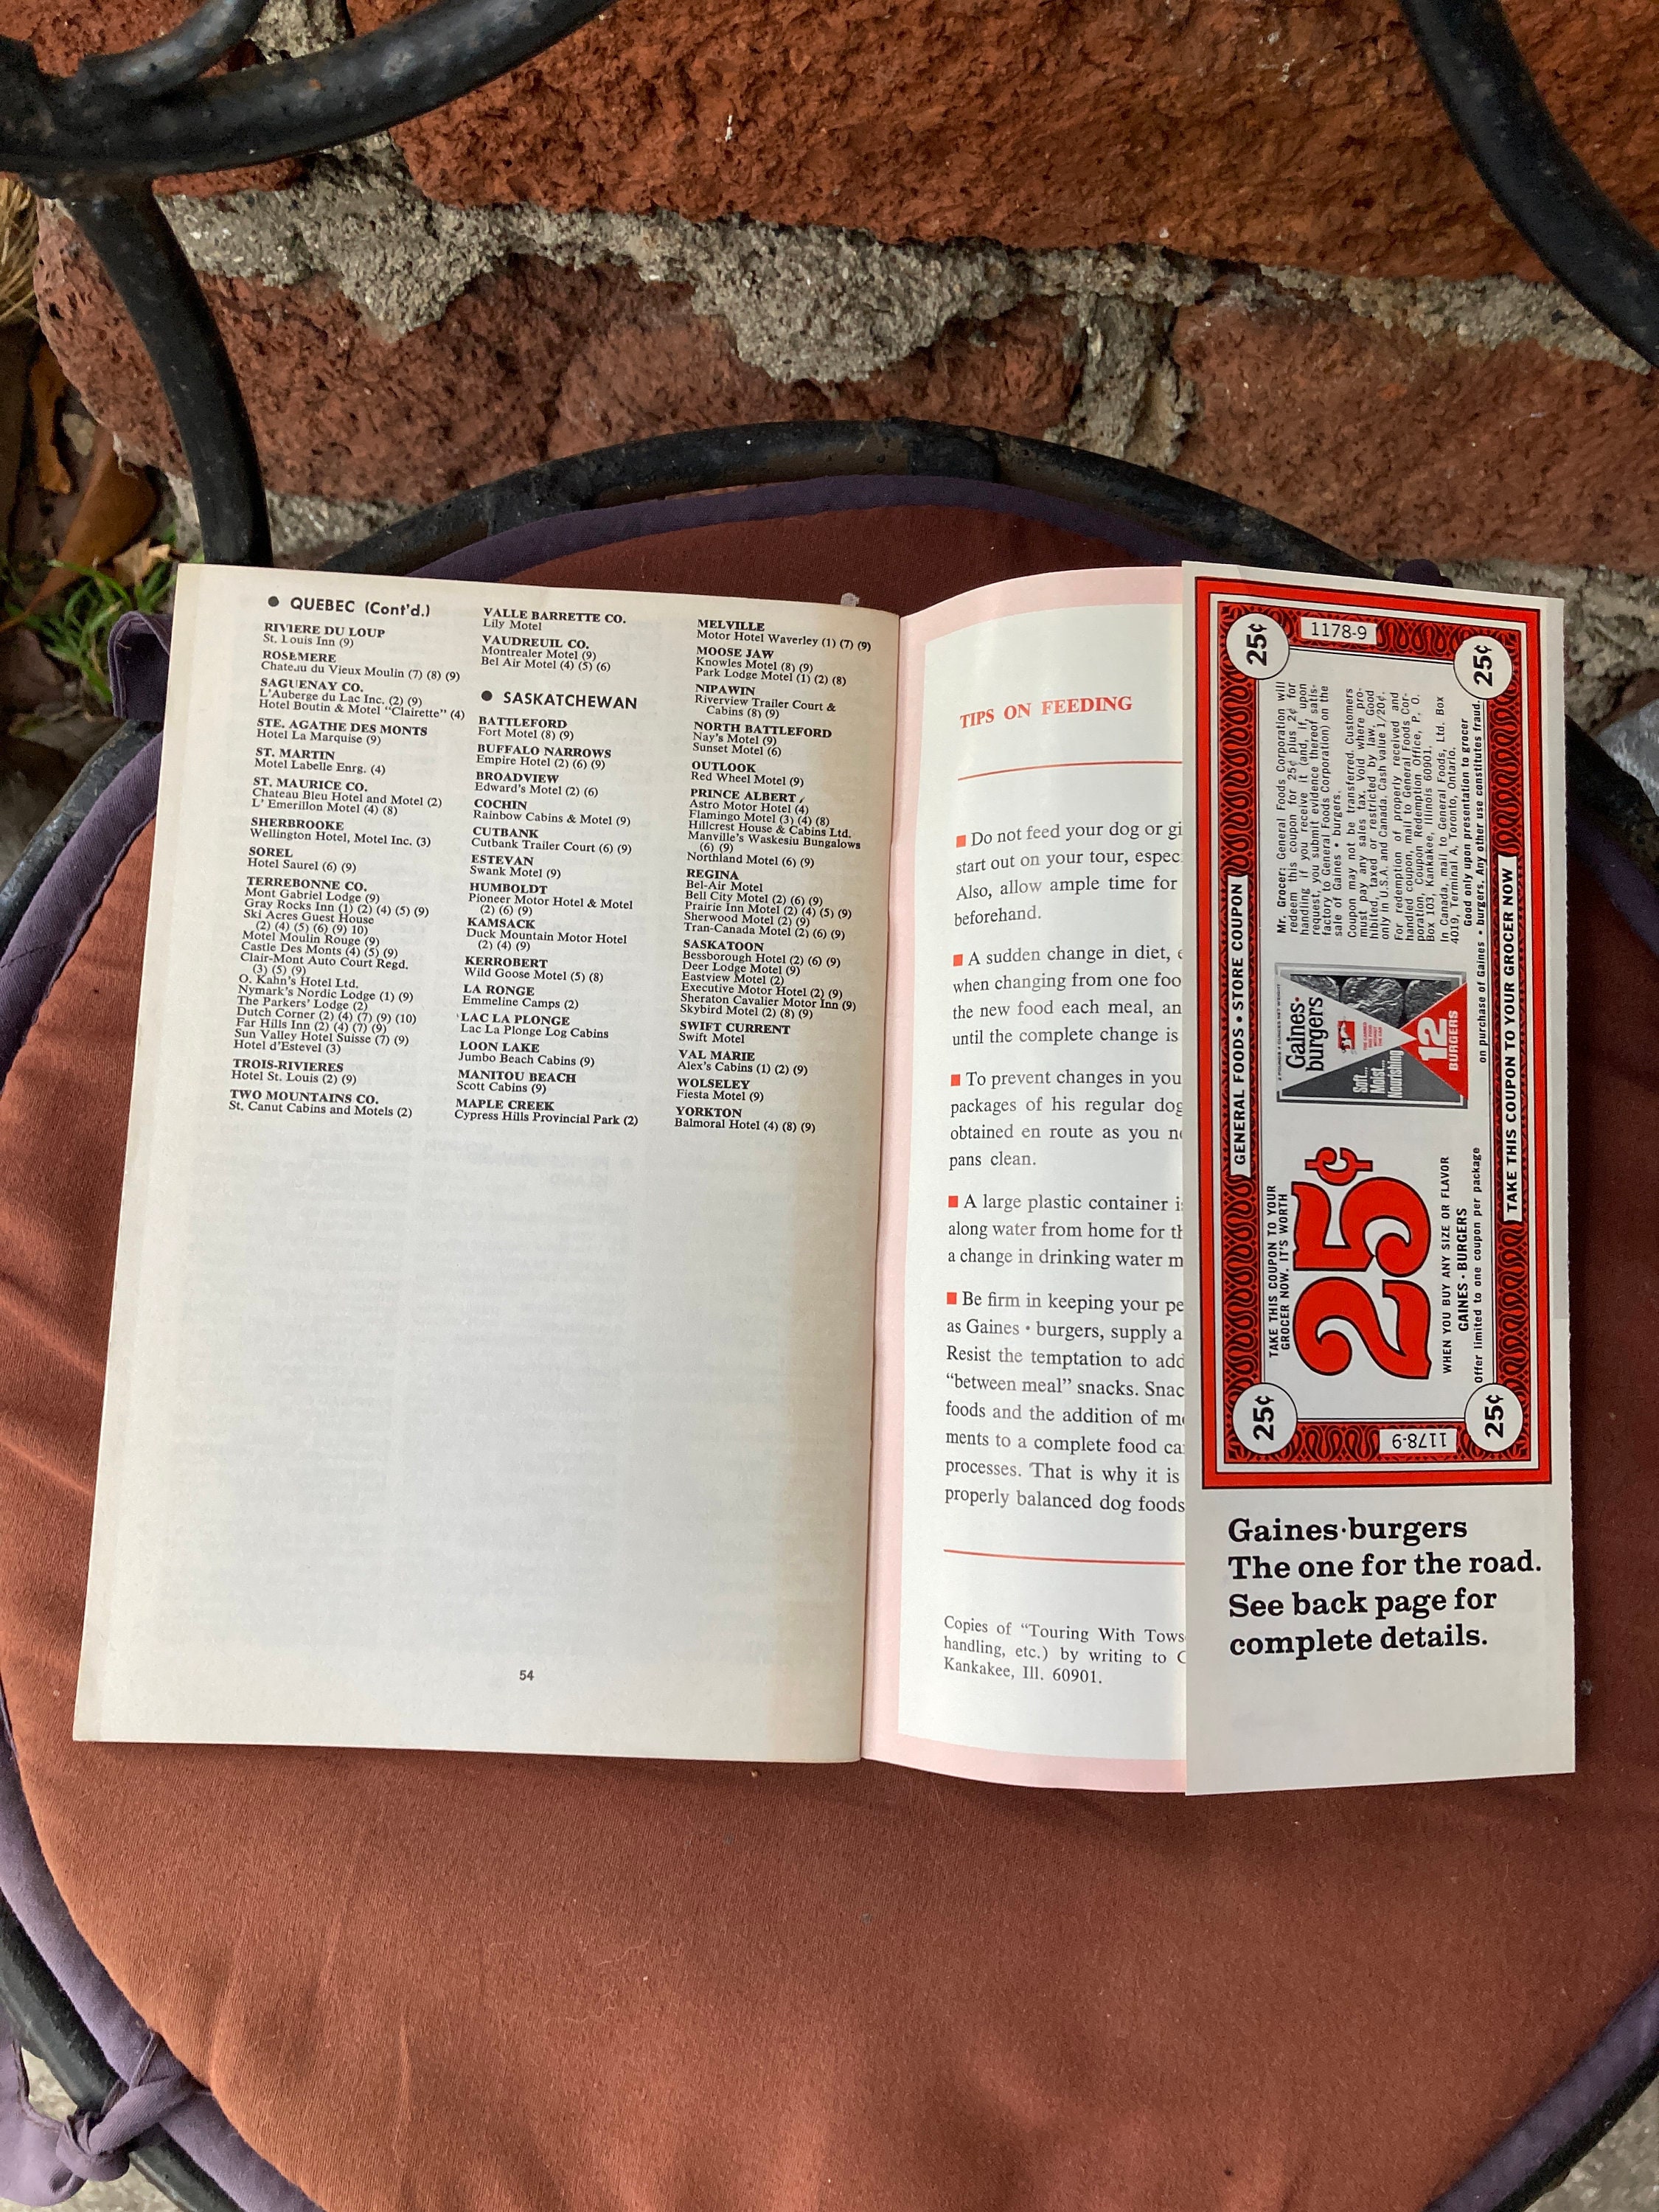 ● QUEBEC (Cont'd.)
RIVIERE DU LOUP
St. Louis Inn (9)
ROSEMERE
Chateau du Vieux Moulin (7) (8) (9)
SAGUENAY CO.
L'Auberge du Lac Inc. (2) (9)
Hotel Boutin & Motel "Clairette" (4)
STE. AGATHE DES MONTS
Hotel La Marquise (9)
ST. MARTIN
Motel Labelle Enrg. (4)
ST. MAURICE CO.
Chateau Bleu Hotel and Motel (2)
L' Emerillon Motel (4) (8)
SHERBROOKE
Wellington Hotel, Motel Inc. (3)
SOREL
Hotel Saurel (6) (9)
TERREBONNE CO.
Mont Gabriel Lodge (9)
Gray Rocks Inn (1) (2) (4) (5) (9)
Ski Acres Guest House
(2) (4) (5) (6) (9) 10)
Motel Moulin Rouge (9)
Castle Des Monts (4) (5) (9)
Clair-Mont Auto Court Regd.
(3) (5) (9)
O. Kahn's Hotel Ltd.
Nymark's Nordic Lodge (1) (9)
The Parkers' Lodge (2)
Dutch Corner (2) (4) (7) (9) (10)
Far Hills Inn (2) (4) (7) (9)
Sun Valley Hotel Suisse (7) (9)
Hotel d'Estevel (3)
TROIS-RIVIERES
Hotel St. Louis (2) (9)
TWO MOUNTAINS CO.
St. Canut Cabins and Motels (2)
VALLE BARRETTE CO.
Lily Motel
VAUDREUIL CO.
Montrealer Motel (9)
Bel Air Motel (4) (5) (6)
● SASKATCHEWAN
BATTLEFORD
Fort Motel (8) (9)
BUFFALO NARROWS
Empire Hotel (2) (6) (9)
BROADVIEW
Edward's Motel (2) (6)
COCHIN
Rainbow Cabins & Motel (9)
CUTBANK
Cutbank Trailer Court (6) (9)
ESTEVAN
Swank Motel (9)
HUMBOLDT
Pioneer Motor Hotel & Motel
(2) (6) (9)
KAMSACK
Duck Mountain Motor Hotel
(2) (4) (9)
KERROBERT
Wild Goose Motel (5) (8)
LA RONGE
Emmeline Camps (2)
LAC LA PLONGE
Lac La Plonge Log Cabins
LOON LAKE
Jumbo Beach Cabins (9)
MANITOU BEACH
Scott Cabins (9)
MAPLE CREEK
Cypress Hills Provincial Park (2)
MELVILLE
Motor Hotel Waverley (1) (7) (9)
MOOSE JAW
Knowles Motel (8) (9)
Park Lodge Motel (1) (2) (8)
NIPAWIN
Riverview Trailer Court &
Cabins (8) (9)
NORTH BATTLEFORD
Nay's Motel (9)
Sunset Motel (6)
OUTLOOK
Red Wheel Motel (9)
PRINCE ALBERT
Astro Motor Hotel (4)
Flamingo Motel (3) (4) (8)
Hillcrest House & Cabins Ltd.
Manville's Waskesiu Bungalows
(6) (9)
Northland Motel (6) (9)
REGINA
Bel-Air Motel
Bell City Motel (2) (6) (9)
Prairie Inn Motel (2) (4) (5) (9)
Sherwood Motel (2) (9)
Tran-Canada Motel (2) (6) (9)
SASKATOON
Bessborough Hotel (2) (6) (9)
Deer Lodge Motel (9)
Eastview Motel (2)
Executive Motor Hotel (2) (9)
Sheraton Cavalier Motor Inn (9)
Skybird Motel (2) (8) (9)
SWIFT CURRENT
Swift Motel
VAL MARIE
Alex's Cabins (1) (2) (9)
WOLSELEY
Fiesta Motel (9)
YORKTON
Balmoral Hotel (4) (8) (9)
54
TIPS ON FEEDING
■ Do not feed your dog or gi
start out on your tour, espec
Also, allow ample time for
beforehand.
■ A sudden change in diet, e
when changing from one foo
the new food each meal, an
until the complete change is
■ To prevent changes in you
packages of his regular dog
obtained en route as you ne
pans clean.
■ A large plastic container i
along water from home for th
a change in drinking water m
■ Be firm in keeping your pe
as Gaines • burgers, supply a
Resist the temptation to add
"between meal" snacks. Snac
foods and the addition of me
ments to a complete food ca
processes. That is why it is
properly balanced dog foods
Copies of "Touring With Tows
handling, etc.) by writing to G
Kankakee, Ill. 60901.
25¢
1178-9
25¢
GENERAL FOODS • STORE COUPON
TAKE THIS COUPON TO YOUR
GROCER NOW. IT'S WORTH
25¢
WHEN YOU BUY ANY SIZE OR FLAVOR
GAINES • BURGERS
Offer limited to one coupon per package
Gaines•
burgers
Soft...
Moist...
Nourishing
12
BURGERS
Mr. Grocer: General Foods Corporation will
redeem this coupon for 25¢ plus 2¢ for
handling if you receive it (and, if, upon
request, you submit evidence thereof satis-
factory to General Foods Corporation) on the
sale of Gaines • burgers.
Coupon may not be transferred. Customers
must pay any sales tax. Void where pro-
hibited, taxed or restricted by law. Good
only in U.S.A. and Canada. Cash value 1/20¢.
For redemption of properly received and
handled coupon, mail to General Foods Cor-
poration, Coupon Redemption Office, P. O.
Box 103, Kankakee, Illinois 60901.
In Canada, mail to General Foods, Ltd. Box
4019, Terminal A, Toronto, Ontario.
Good only upon presentation to grocer
on purchase of Gaines • burgers. Any other use constitutes fraud.
TAKE THIS COUPON TO YOUR GROCER NOW
25¢
1178-9
25¢
Gaines·burgers
The one for the road.
See back page for
complete details.